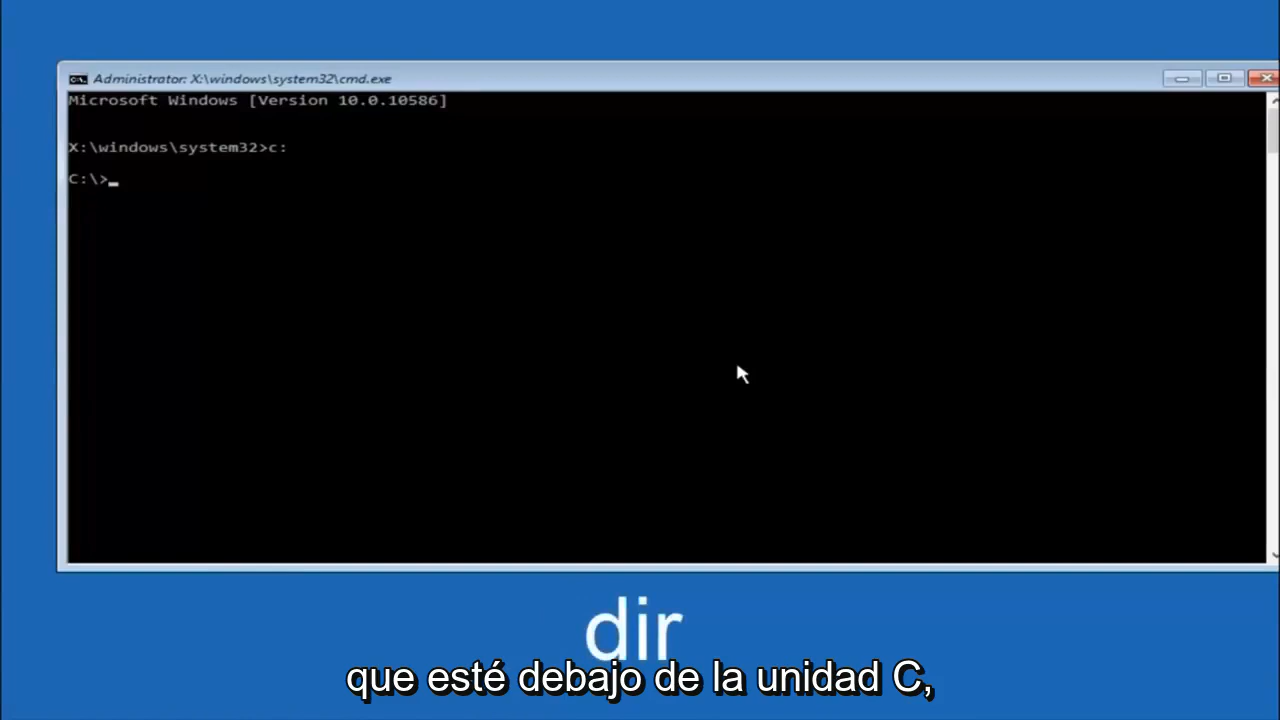 Administrator: X:\windows\system32\cmd.exe
Microsoft Windows [Version 10.0.10586]
X:\windows\system32>c:
C:\>
dir
que esté debajo de la unidad C,